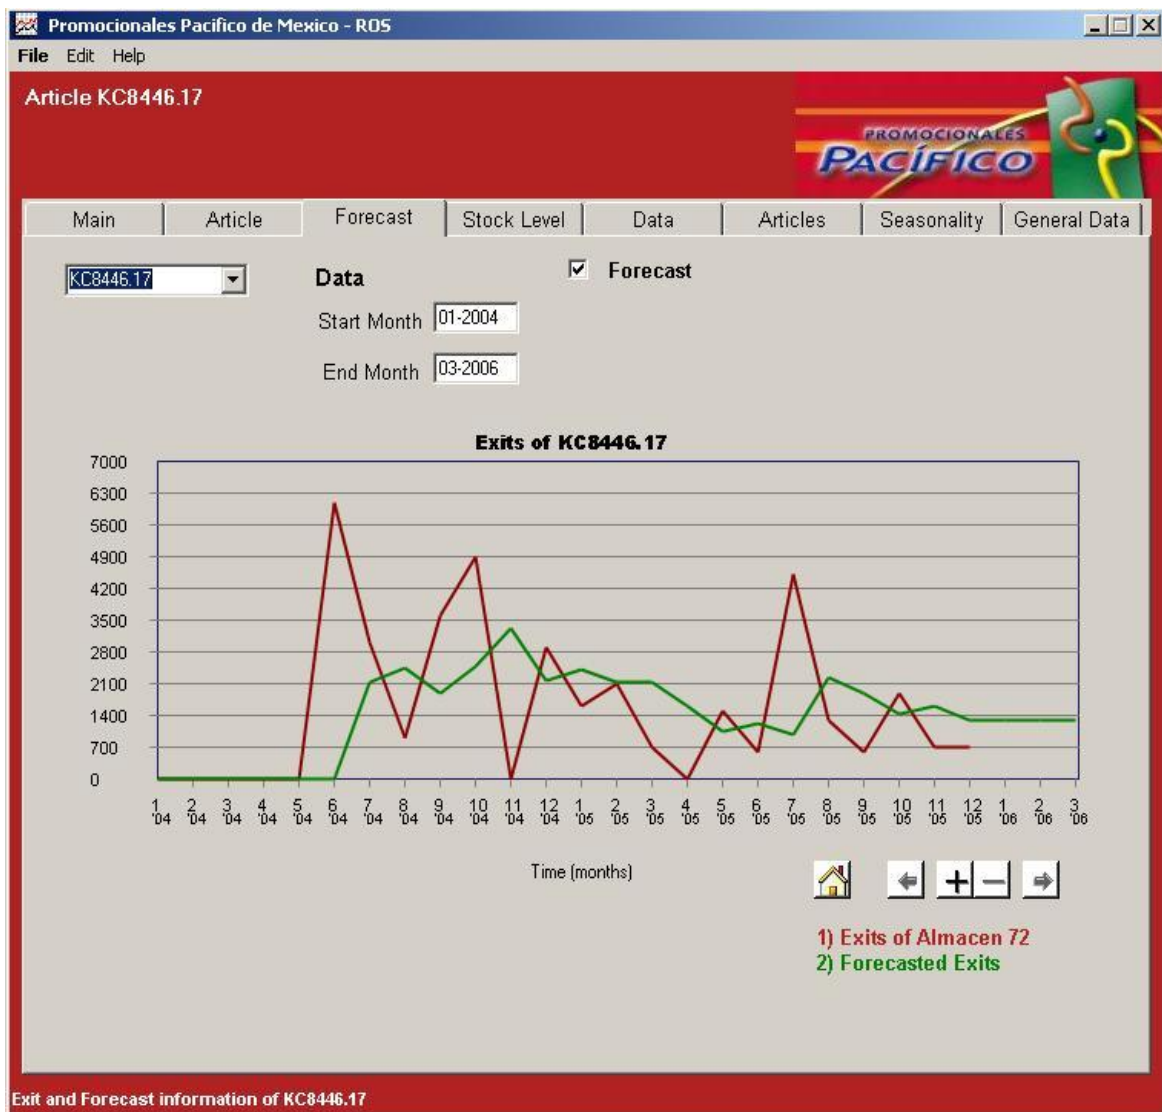 Promocionales Pacifico de Mexico - ROS
File Edit Help
Article KC8446.17
PROMOCIONALES
PACÍFICO
Main Article Forecast Stock Level Data Articles Seasonality General Data
KC8446.17 Data Forecast
Start Month 01-2004
End Month 03-2006
Exits of KC8446.17
7000
6300
5600
4900
4200
3500
2800
2100
1400
700
0
1 2 3 4 5 6 7 8 9 10 11 12 1 2 3 4 5 6 7 8 9 10 11 12 1 2 3
'04 '04 '04 '04 '04 '04 '04 '04 '04 '04 '04 '04 '05 '05 '05 '05 '05 '05 '05 '05 '05 '05 '05 '05 '06 '06 '06
Time (months)
1) Exits of Almacen 72
2) Forecasted Exits
Exit and Forecast information of KC8446.17